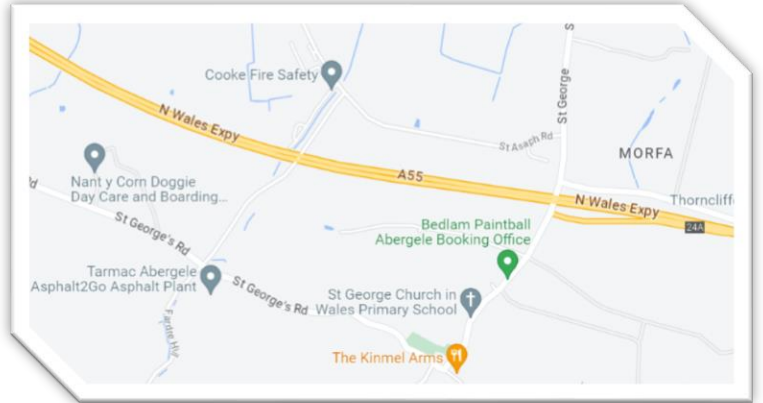 S
Cooke Fire Safety
St George
N Wales Expy
St Asaph Rd
MORFA
A55
Nant y Corn Doggie
Day Care and Boarding...
Thorncliff
N Wales Expy
24A
St George's Rd
Bedlam Paintball
Abergele Booking Office
Tarmac Abergele
Asphalt2Go Asphalt Plant
St George's Rd
St George Church in
Wales Primary School
The Kinmel Arms